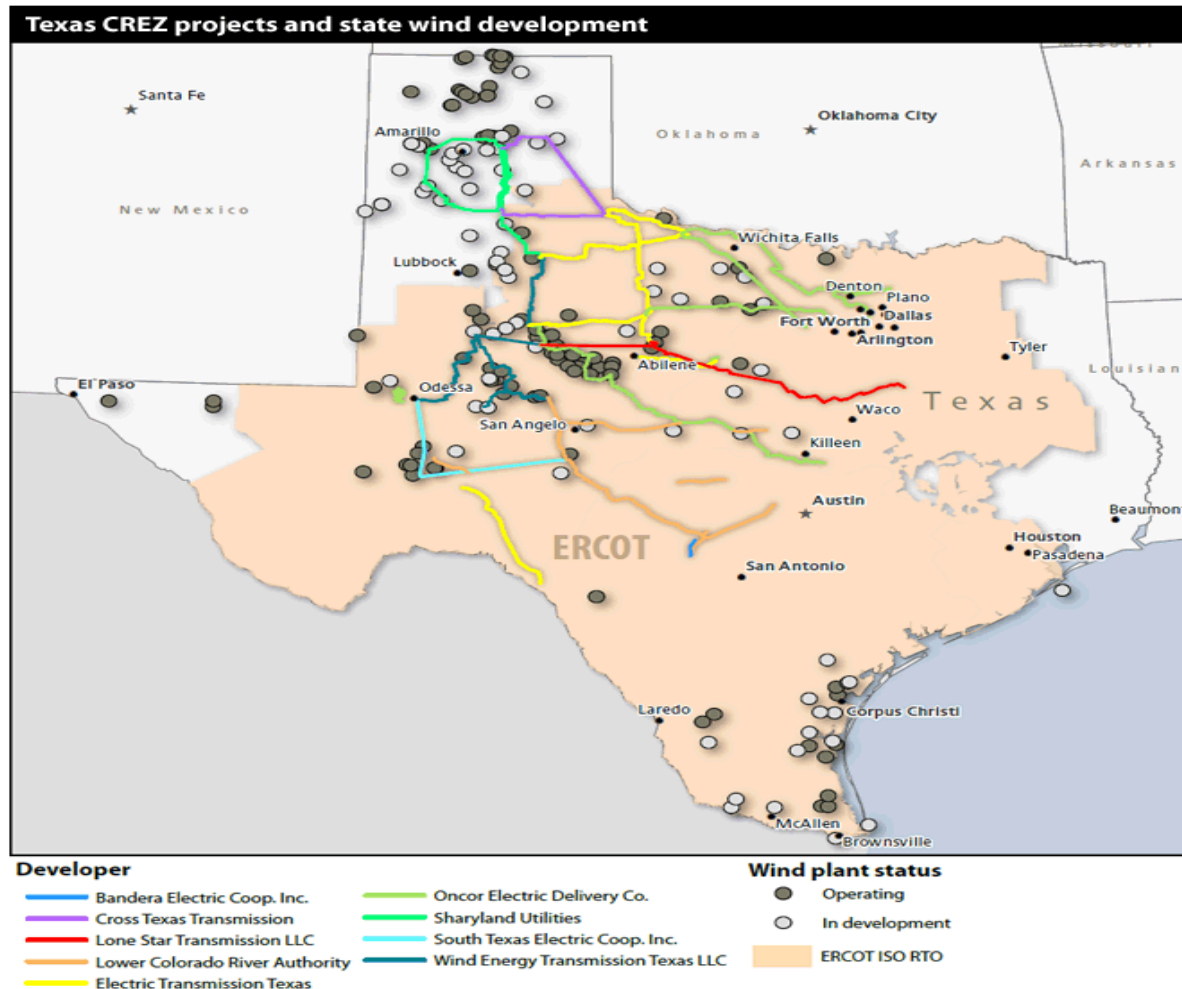 Texas CREZ projects and state wind development
Missouri
Santa Fe
Oklahoma City
Amarillo
Oklahoma
Arkansas
New Mexico
Wichita Falls
Lubbock
Denton
Plano
Fort Worth
Dallas
Arlington
Tyler
Abilene
Louisian
El Paso
Odessa
Texas
Waco
San Angelo
Killeen
Austin
Beaumont
ERCOT
Houston
Pasadena
San Antonio
Laredo
Corpus Christi
McAllen
Brownsville
Developer
Bandera Electric Coop. Inc.
Cross Texas Transmission
Lone Star Transmission LLC
Lower Colorado River Authority
Electric Transmission Texas
Oncor Electric Delivery Co.
Sharyland Utilities
South Texas Electric Coop. Inc.
Wind Energy Transmission Texas LLC
Wind plant status
Operating
In development
ERCOT ISO RTO